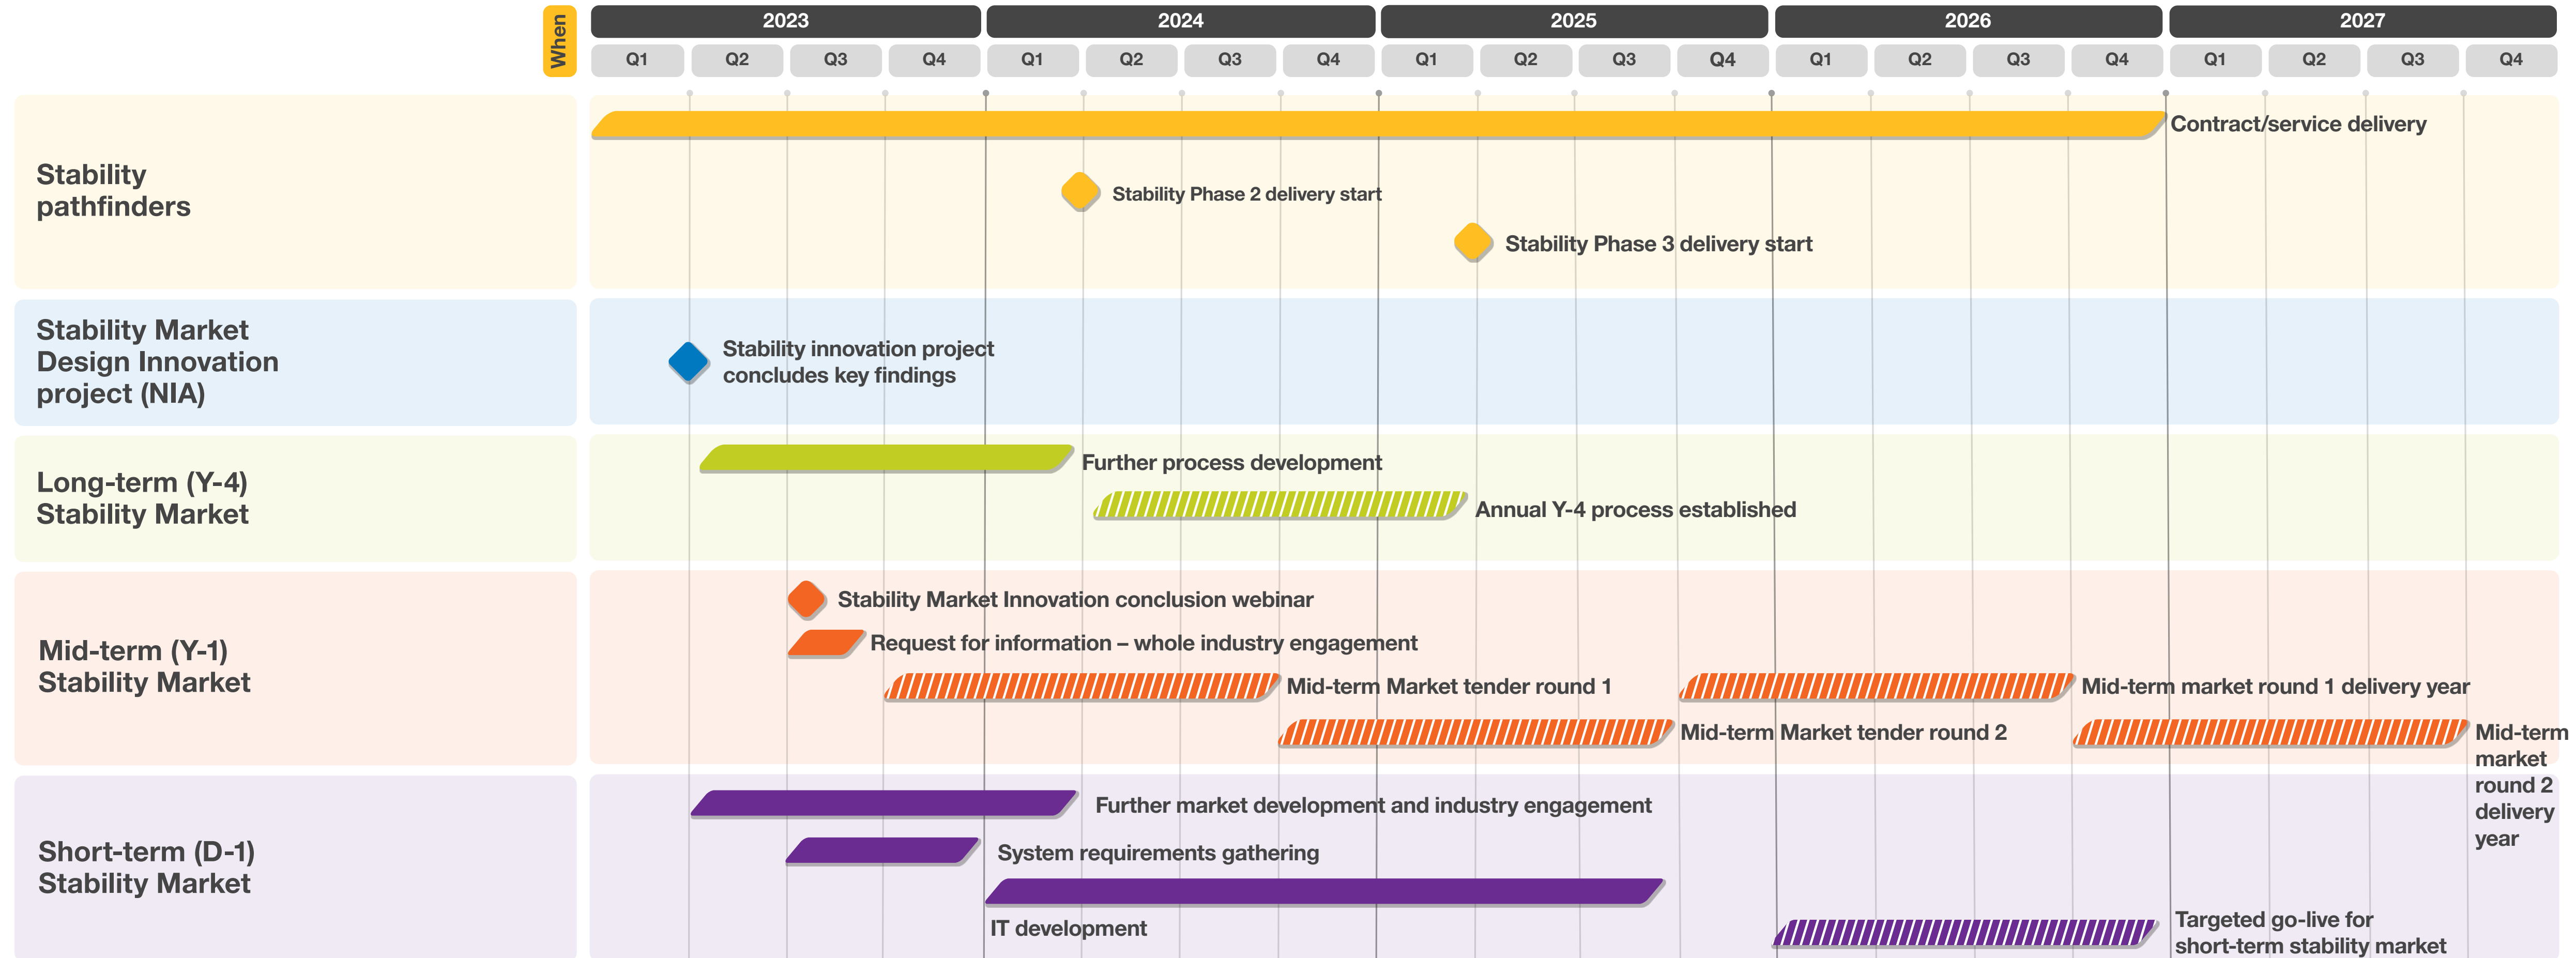 When
2023
2024
2025
2026
2027
Q1 Q2 Q3 Q4 Q1 Q2 Q3 Q4 Q1 Q2 Q3 Q4 Q1 Q2 Q3 Q4 Q1 Q2 Q3 Q4
Stability
pathfinders
Contract/service delivery
Stability Phase 2 delivery start
Stability Phase 3 delivery start
Stability Market
Design Innovation
project (NIA)
Stability innovation project
concludes key findings
Long-term (Y-4)
Stability Market
Further process development
Annual Y-4 process established
Mid-term (Y-1)
Stability Market
Stability Market Innovation conclusion webinar
Request for information – whole industry engagement
Mid-term Market tender round 1
Mid-term market round 1 delivery year
Mid-term Market tender round 2
Mid-term
market
round 2
delivery
year
Short-term (D-1)
Stability Market
Further market development and industry engagement
System requirements gathering
IT development
Targeted go-live for
short-term stability market